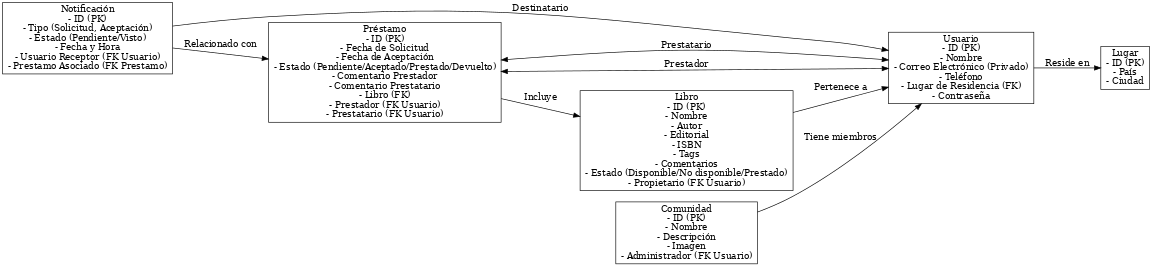 Notificación
- ID (PK)
- Tipo (Solicitud, Aceptación)
- Estado (Pendiente/Visto)
- Fecha y Hora
- Usuario Receptor (FK Usuario)
- Prestamo Asociado (FK Prestamo)
Destinatario
Relacionado con
Préstamo
- ID (PK)
- Fecha de Solicitud
- Fecha de Aceptación
- Estado (Pendiente/Aceptado/Prestado/Devuelto)
- Comentario Prestador
- Comentario Prestatario
- Libro (FK)
- Prestador (FK Usuario)
- Prestatario (FK Usuario)
Prestatario
Prestador
Incluye
Libro
- ID (PK)
- Nombre
- Autor
- Editorial
- ISBN
- Tags
- Comentarios
- Estado (Disponible/No disponible/Prestado)
- Propietario (FK Usuario)
Pertenece a
Usuario
- ID (PK)
- Nombre
- Correo Electrónico (Privado)
- Teléfono
- Lugar de Residencia (FK)
- Contraseña
Reside en
Lugar
- ID (PK)
- País
- Ciudad
Tiene miembros
Comunidad
- ID (PK)
- Nombre
- Descripción
- Imagen
- Administrador (FK Usuario)